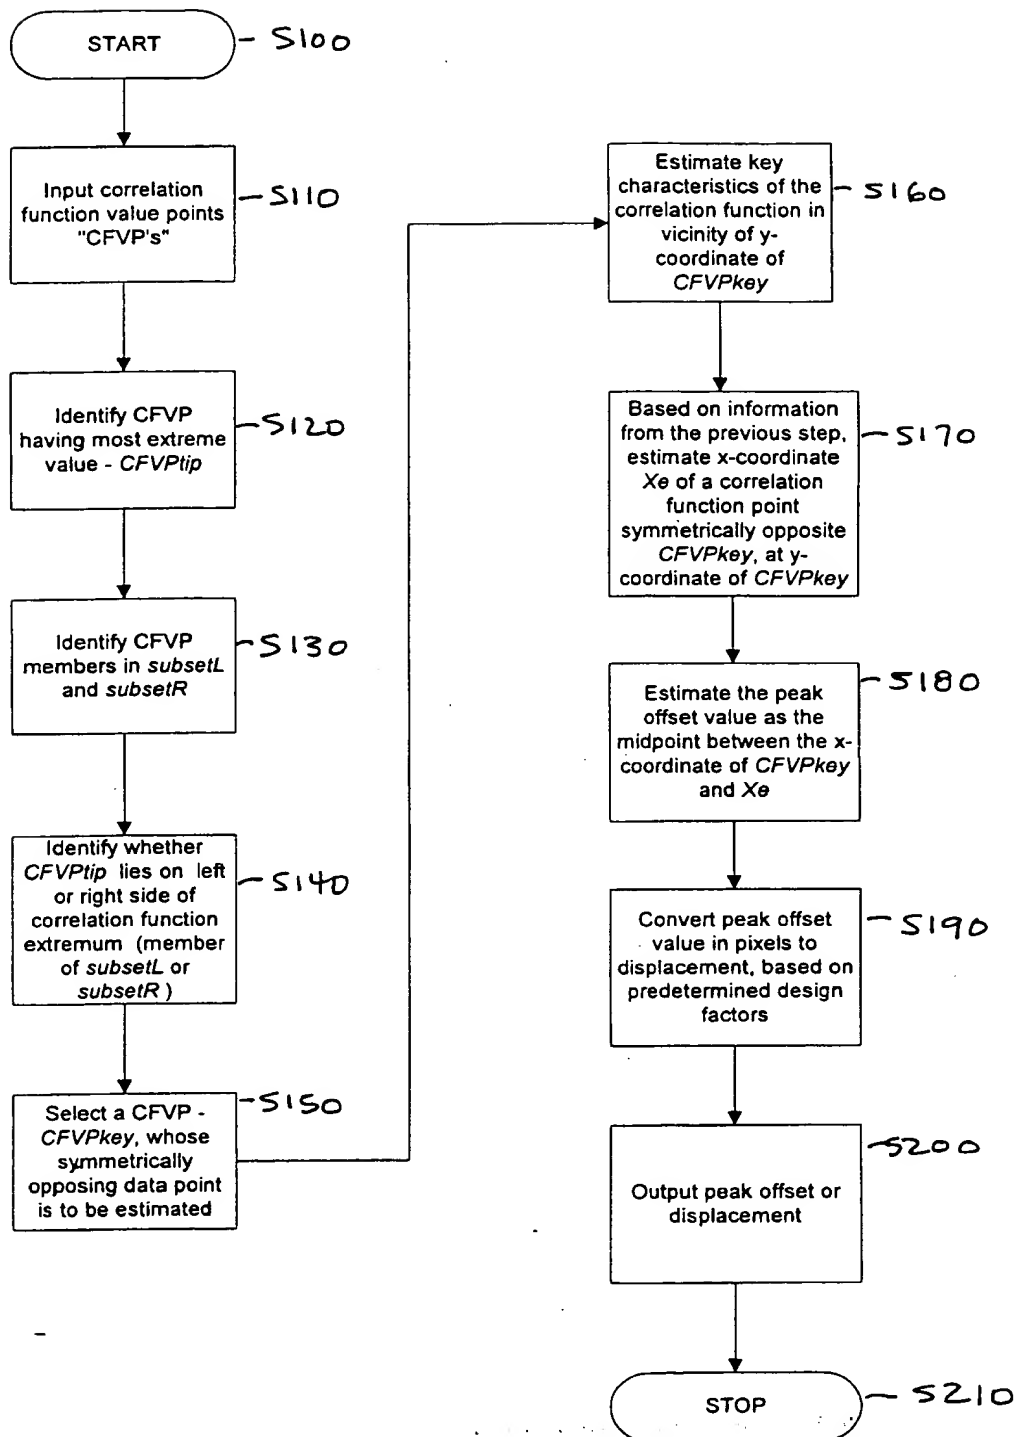 START
S100
Input correlation
function value points
"CFVP's"
S110
Identify CFVP
having most extreme
value - CFVPtip
S120
Identify CFVP
members in subsetL
and subsetR
S130
Identify whether
CFVPtip lies on left
or right side of
correlation function
extremum (member
of subsetL or
subsetR )
S140
Select a CFVP -
CFVPkey, whose
symmetrically
opposing data point
is to be estimated
S150
Estimate key
characteristics of the
correlation function in
vicinity of y-
coordinate of
CFVPkey
S160
Based on information
from the previous step,
estimate x-coordinate
Xe of a correlation
function point
symmetrically opposite
CFVPkey, at y-
coordinate of CFVPkey
S170
Estimate the peak
offset value as the
midpoint between the x-
coordinate of CFVPkey
and Xe
S180
Convert peak offset
value in pixels to
displacement, based on
predetermined design
factors
S190
Output peak offset or
displacement
S200
STOP
S210